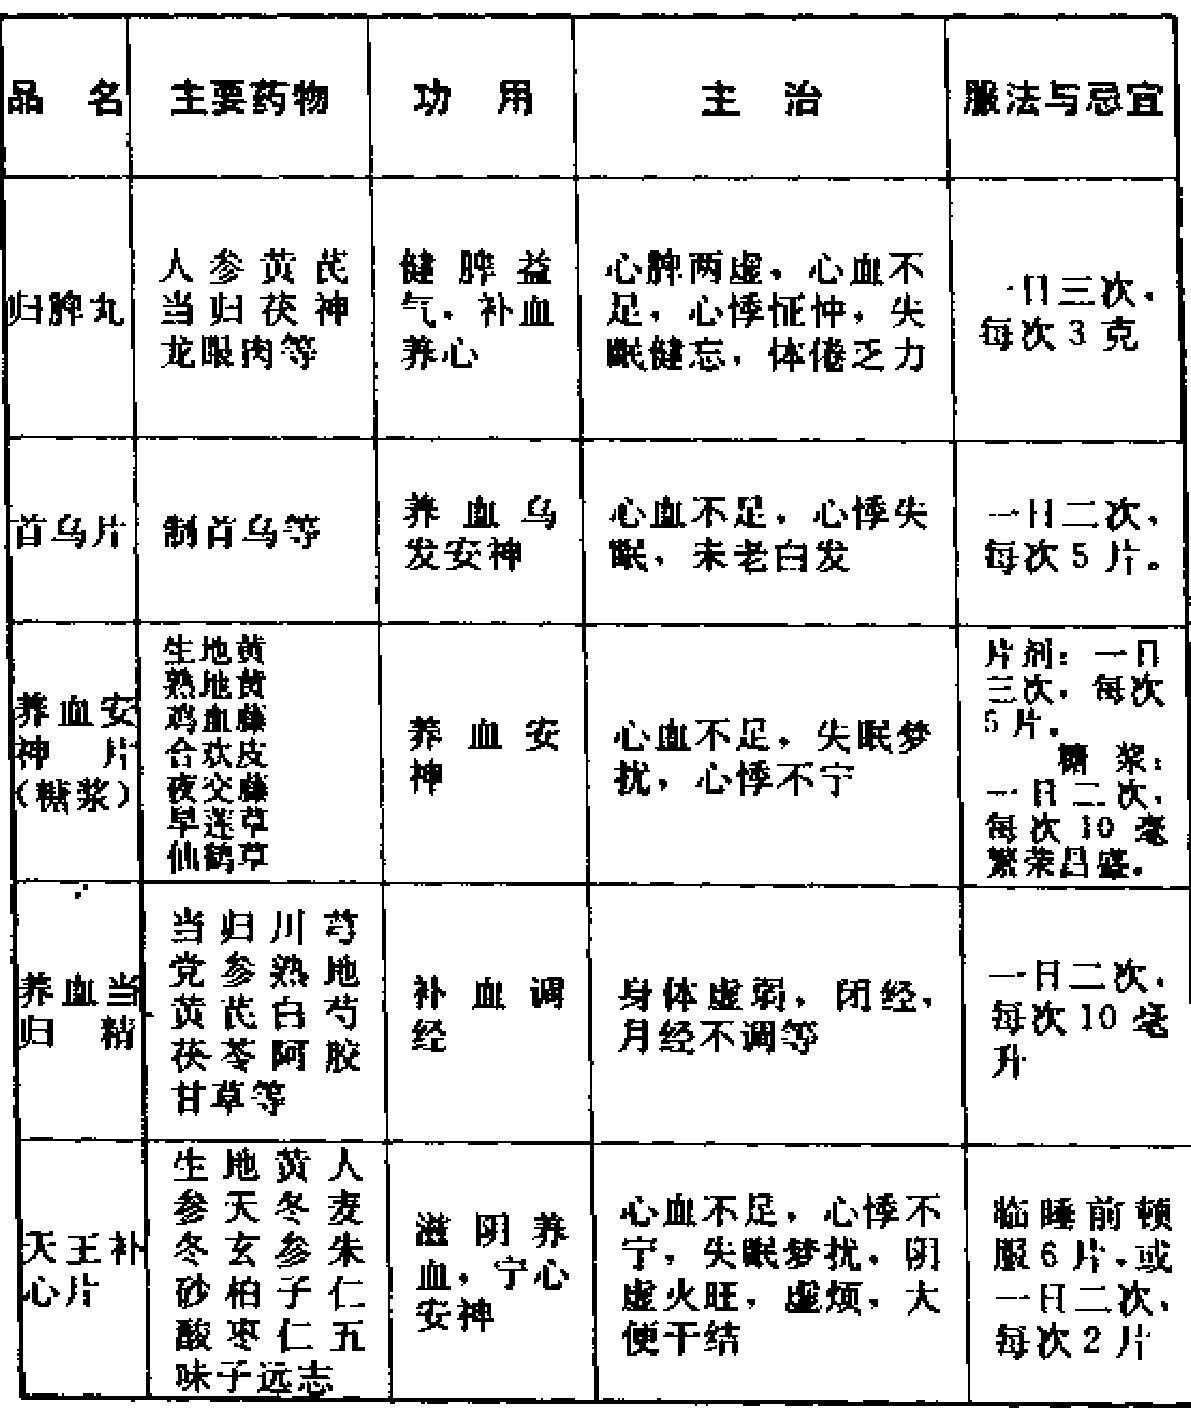 品 名 主要药物 功 用 主 治 服法与忌宜
归脾丸
人参黄芪
当归茯神
龙眼肉等
健脾益
气，补血
养心
心脾两虚，心血不
足，心悸怔忡，失
眠健忘，体倦乏力
一日三次，
每次3克
首乌片
制首乌等
养血乌
发安神
心血不足，心悸失
眠，未老白发
一日二次，
每次5片。
养血安
神片
（糖浆）
生地黄
熟地黄
鸡血藤
合欢皮
夜交藤
旱莲草
仙鹤草
养血安
神
心血不足，失眠梦
扰，心悸不宁
片剂：一日
三次，每次
5片。
糖浆：
一日二次，
每次10毫
繁荣昌盛。
养血当
归精
当归川芎
党参熟地
黄芪白芍
茯苓阿胶
甘草等
补血调
经
身体虚弱，闭经，
月经不调等
一日二次，
每次10毫
升
天王补
心片
生地黄人
参天冬麦
冬玄参朱
砂柏子仁
酸枣仁五
味子远志
滋阴养
血，宁心
安神
心血不足，心悸不
宁，失眠梦扰，阴
虚火旺，虚烦，大
便干结
临睡前顿
服6片，或
一日二次，
每次2片